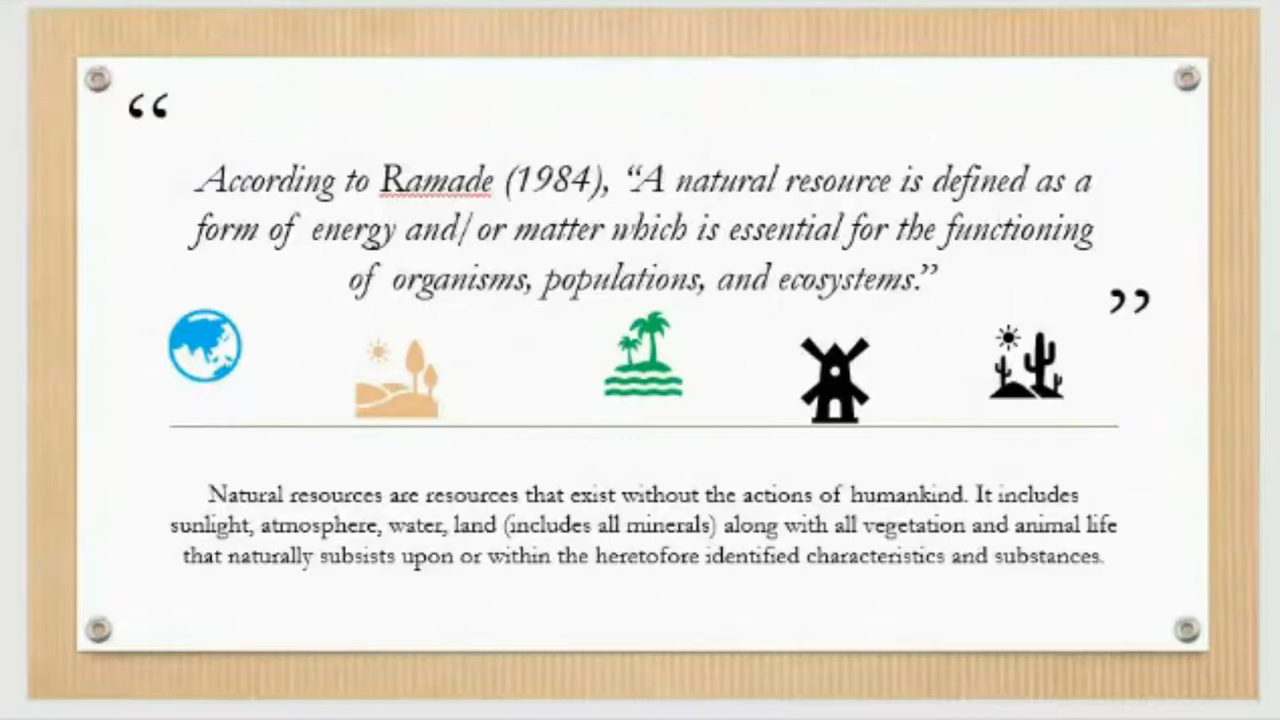 “
According to Ramade (1984), “A natural resource is defined as a
form of energy and/ or matter which is essential for the functioning
of organisms, populations, and ecosystems.”
”
Natural resources are resources that exist without the actions of humankind. It includes
sunlight, atmosphere, water, land (includes all minerals) along with all vegetation and animal life
that naturally subsists upon or within the heretofore identified characteristics and substances.